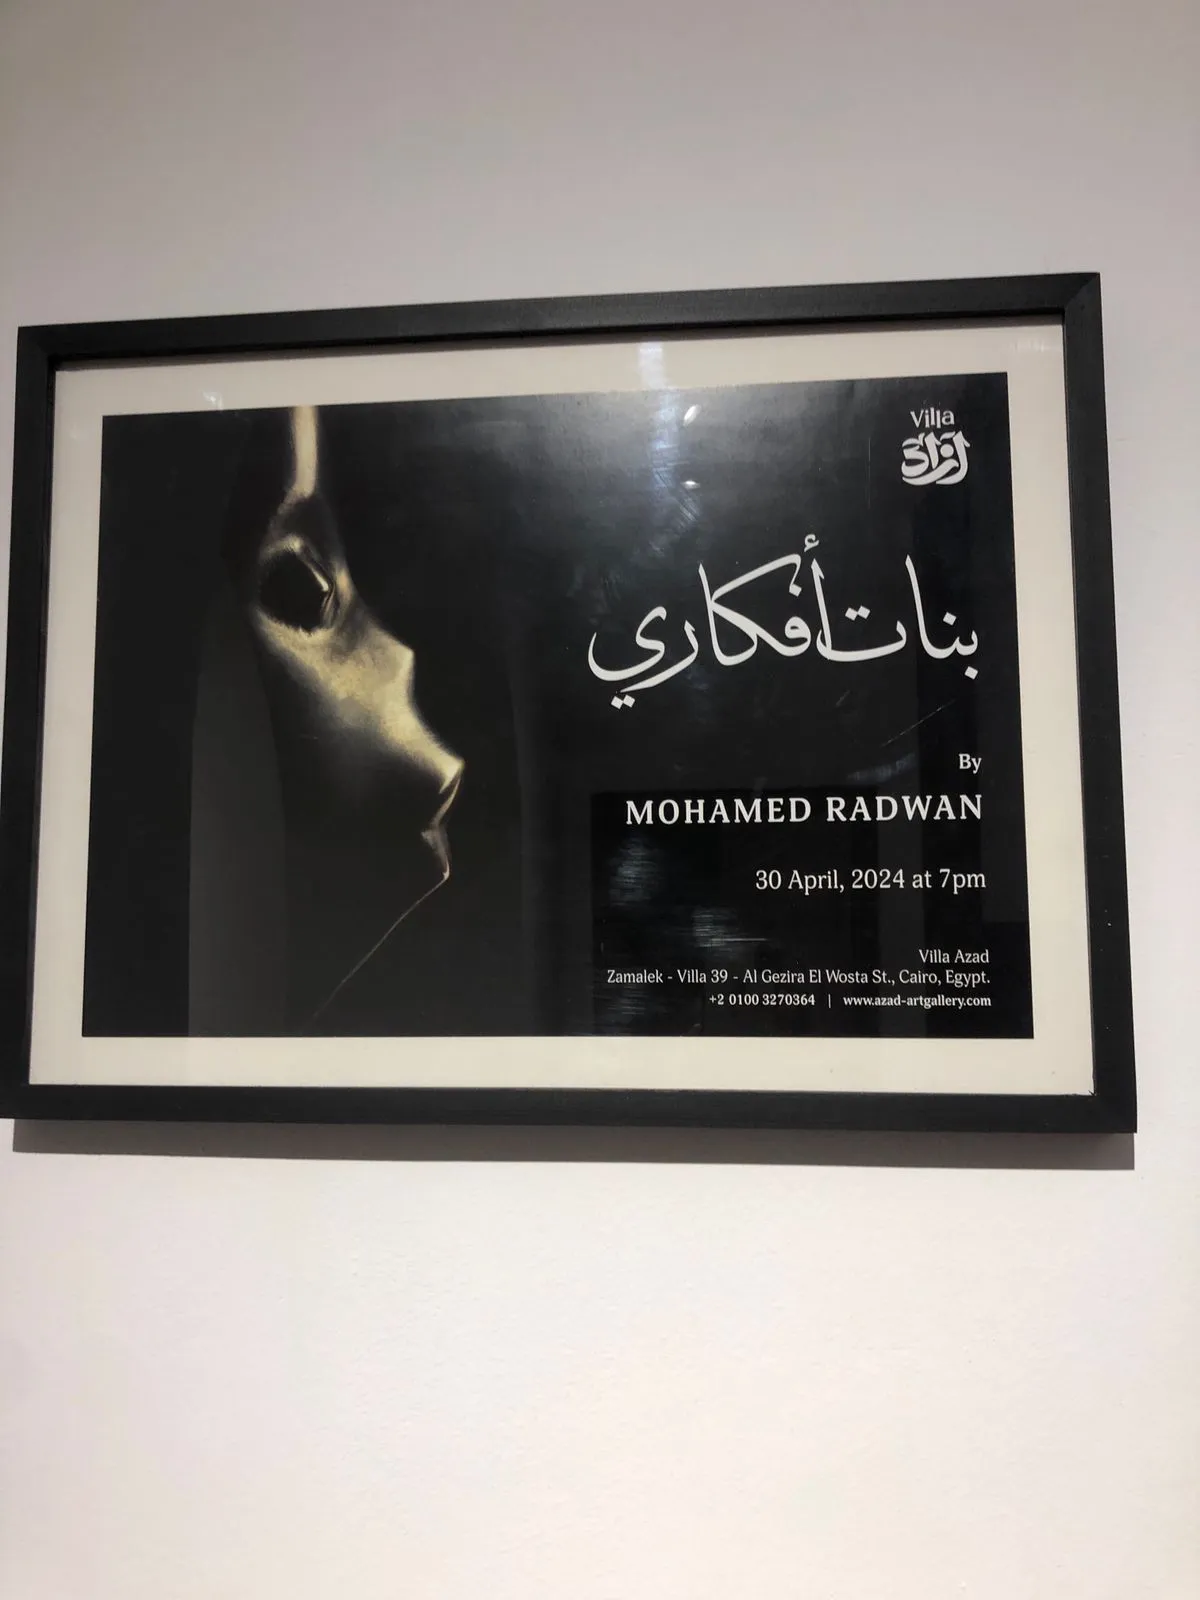 Villa
آزاد
بنات أفكاري
By
MOHAMED RADWAN
30 April, 2024 at 7pm
Villa Azad
Zamalek - Villa 39 - Al Gezira El Wosta St., Cairo, Egypt.
+2 0100 3270364 | www.azad-artgallery.com